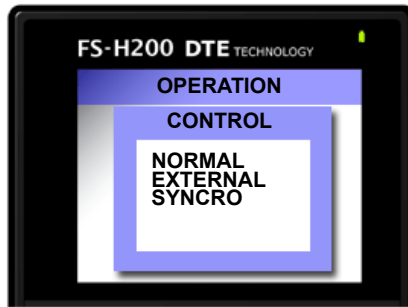 FS-H200 DTE TECHNOLOGY
OPERATION
CONTROL
NORMAL
EXTERNAL
SYNCRO